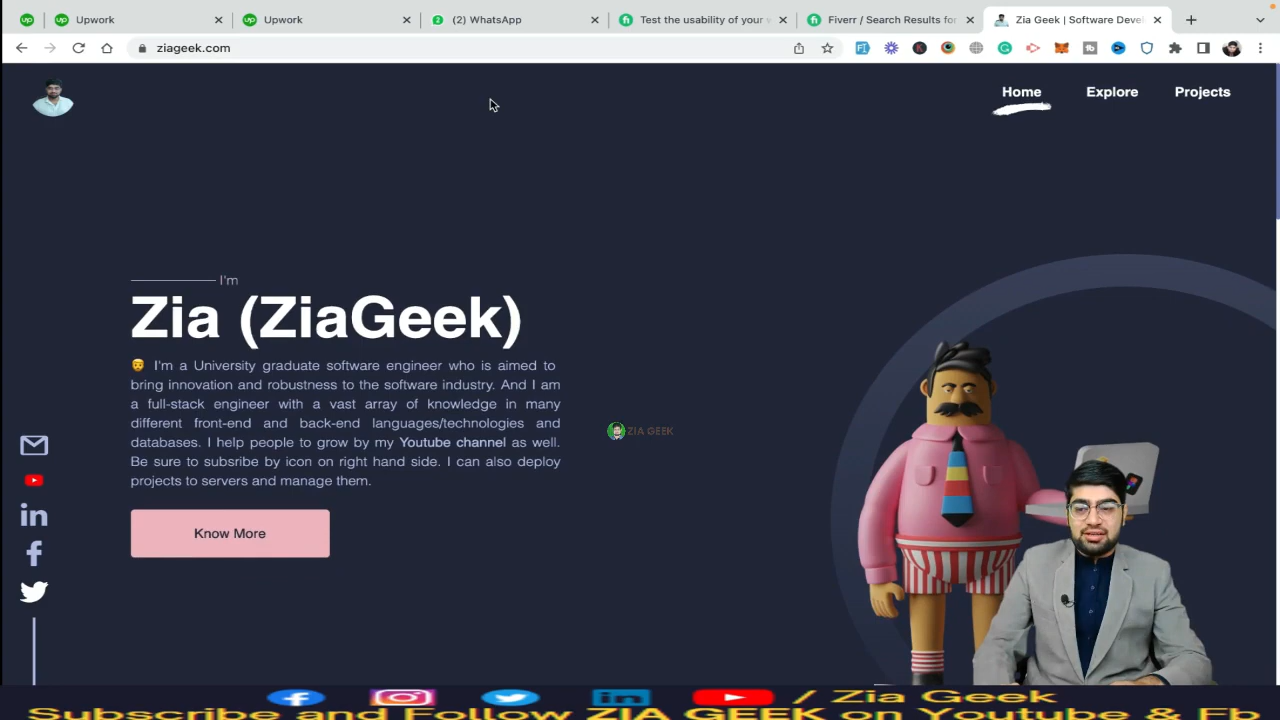 Upwork
Upwork
(2) WhatsApp
Test the usability of your v
Fiverr / Search Results for
Zia Geek | Software Deve
ziageek.com
Home
Explore
Projects
I'm
Zia (ZiaGeek)
I'm a University graduate software engineer who is aimed to
bring innovation and robustness to the software industry. And I am
a full-stack engineer with a vast array of knowledge in many
different front-end and back-end languages/technologies and
databases. I help people to grow by my Youtube channel as well.
Be sure to subsribe by icon on right hand side. I can also deploy
projects to servers and manage them.
ZIA GEEK
Know More
/ Zia Geek
Subscribe and Follow ZIA GEEK on Youtube & Fb